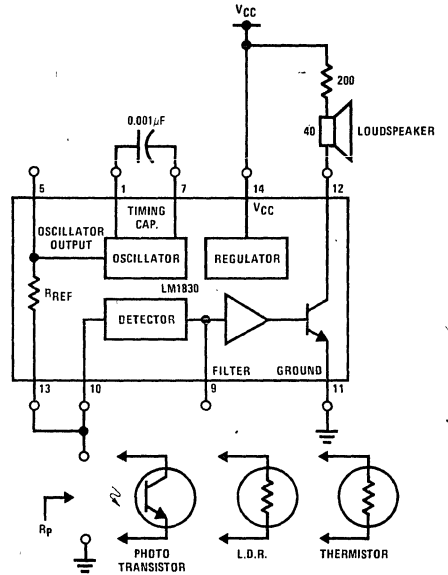 VCC
200
0.001μF
40
LOUDSPEAKER
5
1
7
14
12
TIMING
CAP.
VCC
OSCILLATOR
OUTPUT
OSCILLATOR
REGULATOR
LM1830
RREF
DETECTOR
FILTER
GROUND
13
10
9
11
RP
PHOTO
TRANSISTOR
L.D.R.
THERMISTOR